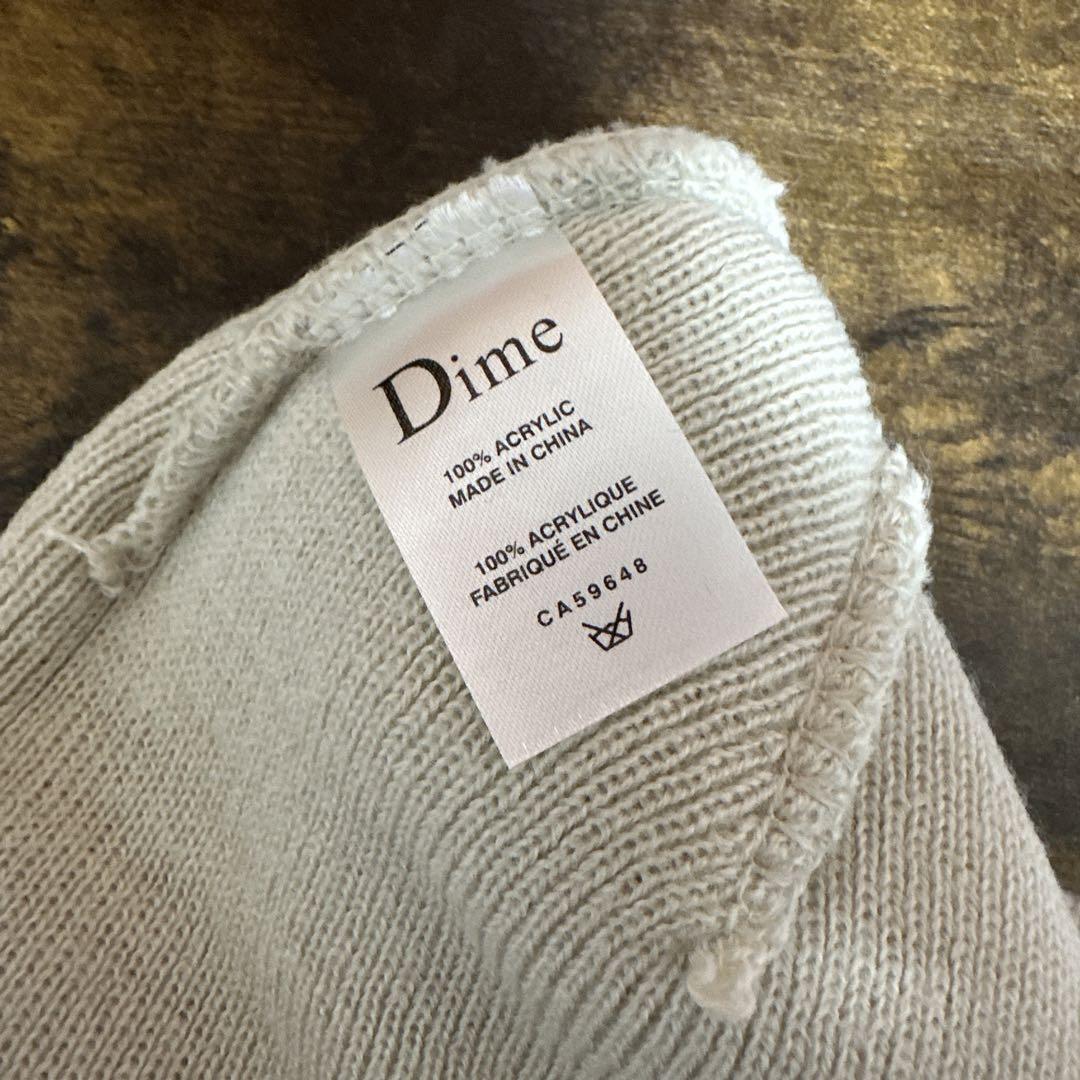 Dime
100% ACRYLIC
MADE IN CHINA
100% ACRYLIQUE
FABRIQUÉ EN CHINE
CA59648